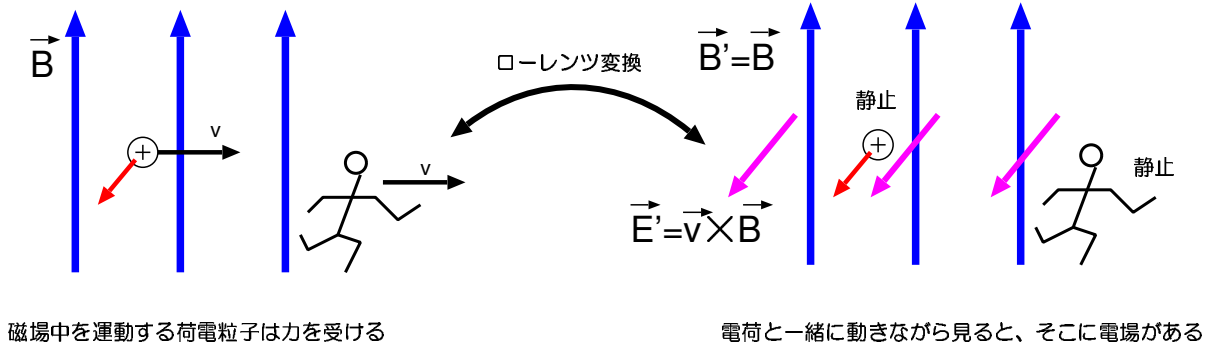 B
v
v
磁場中を運動する荷電粒子は力を受ける
ローレンツ変換
B'=B
静止
静止
E'=v×B
電荷と一緒に動きながら見ると、そこに電場がある